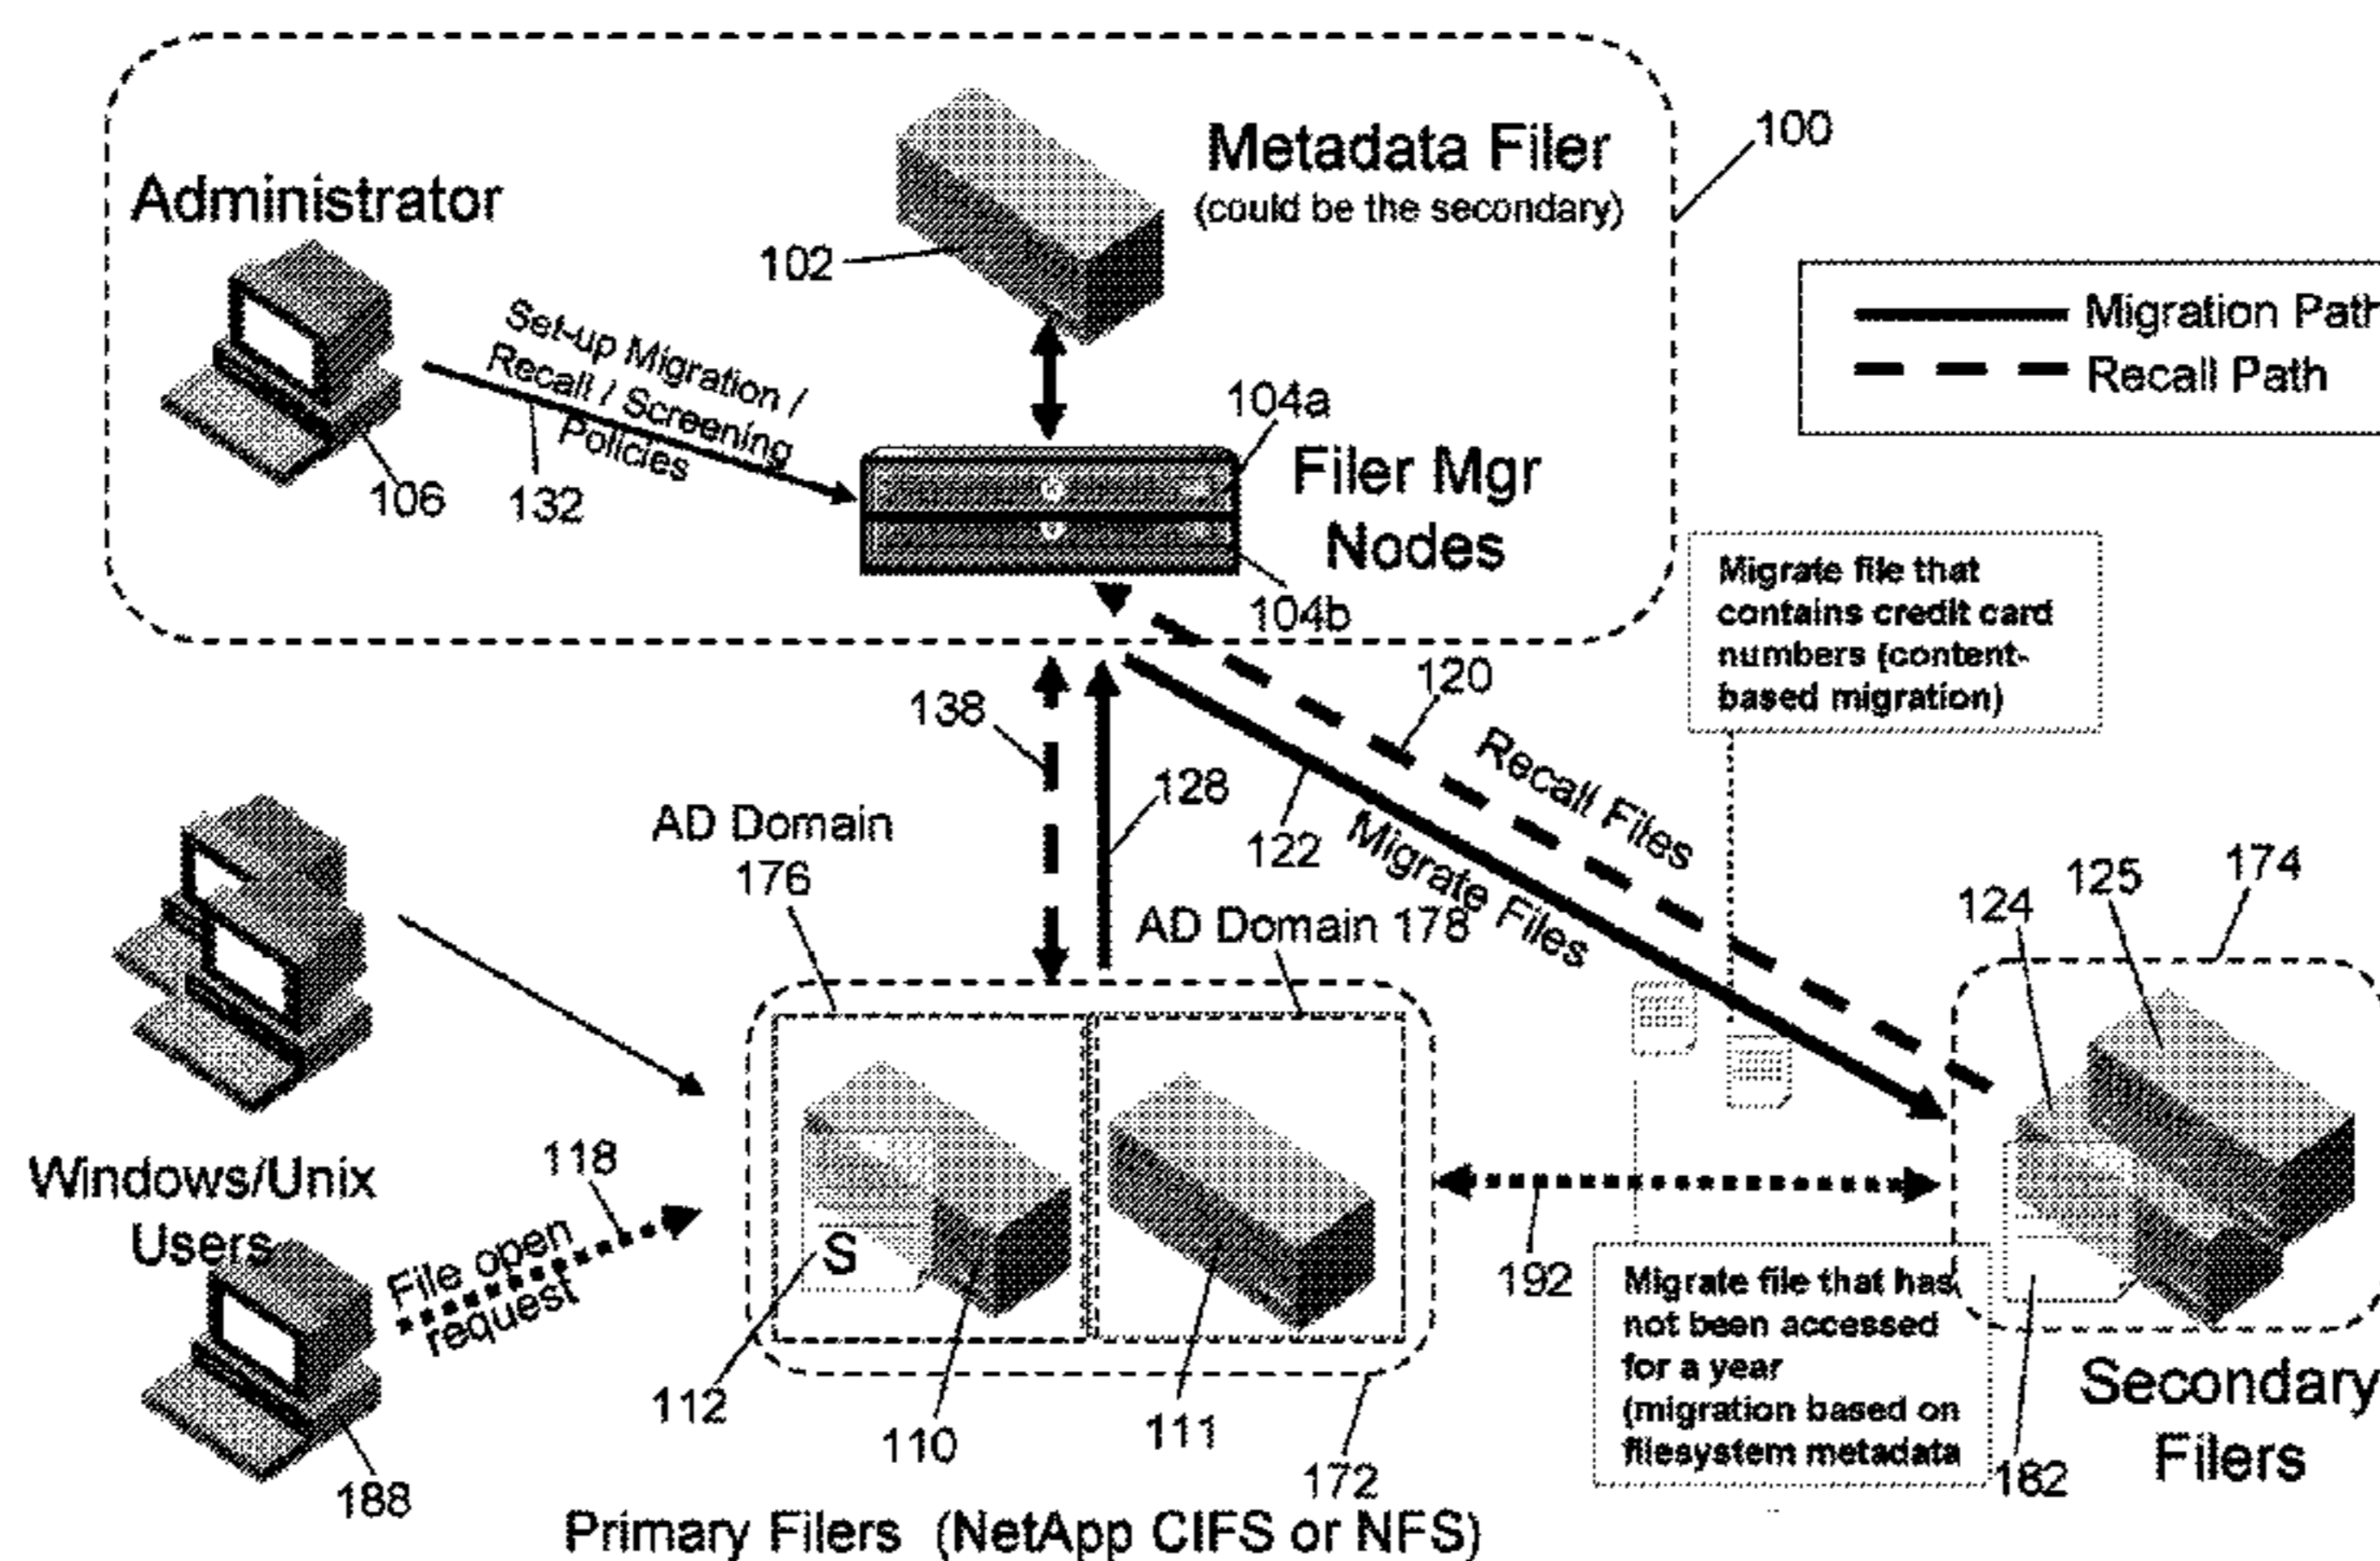 Administrator
Metadata Filer
(could be the secondary)
100
102
Migration Path
Recall Path
Set-up Migration /
Recall / Screening
Policies
104a
106
132
Filer Mgr
Nodes
104b
Migrate file that
contains credit card
numbers (content-
based migration)
138
120
128
122
Recall Files
Migrate Files
AD Domain
176
AD Domain 178
174
125
124
Windows/Unix
Users
118
File open
request
S
192
Migrate file that has
not been accessed
for a year
(migration based on
filesystem metadata
112
110
111
172
188
182
Secondary
Filers
Primary Filers (NetApp CIFS or NFS)